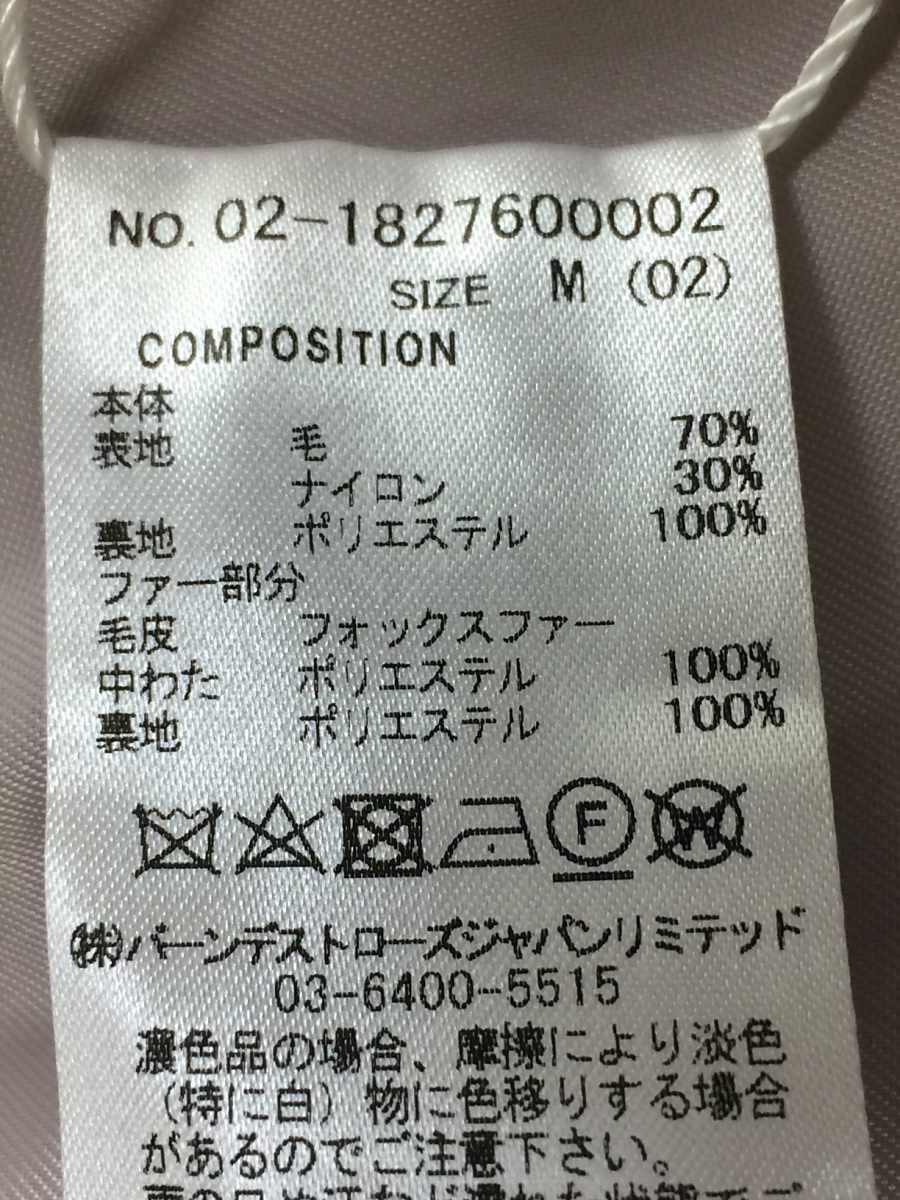 NO. 02-1827600002
SIZE M (02)
COMPOSITION
本体
表地 毛 70%
ナイロン 30%
裏地 ポリエステル 100%
ファー部分
毛皮 フォックスファー
中わた ポリエステル 100%
裏地 ポリエステル 100%
F W
(株)バーンデストローズジャパンリミテッド
03-6400-5515
濃色品の場合、摩擦により淡色
(特に白)物に色移りする場合
があるのでご注意下さい。